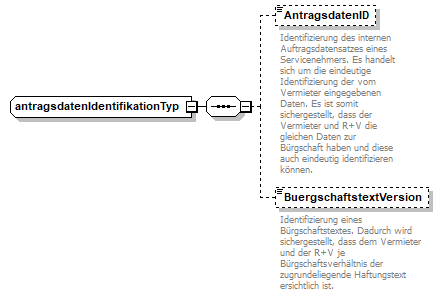 AntragsdatenID
Identifizierung des internen
Auftragsdatensatzes eines
Servicenehmers. Es handelt
sich um die eindeutige
Identifizierung der vom
Vermieter eingegebenen
Daten. Es ist somit
sichergestellt, dass der
Vermieter und R+V die
gleichen Daten zur
Bürgschaft haben und diese
auch eindeutig identifizieren
können.
antragsdatenIdentifikationTyp
BuergschaftstextVersion
Identifizierung eines
Bürgschaftstextes. Dadurch wird
sichergestellt, dass dem Vermieter
und der R+V je
Bürgschaftsverhältnis der
zugrundeliegende Haftungstext
ersichtlich ist.